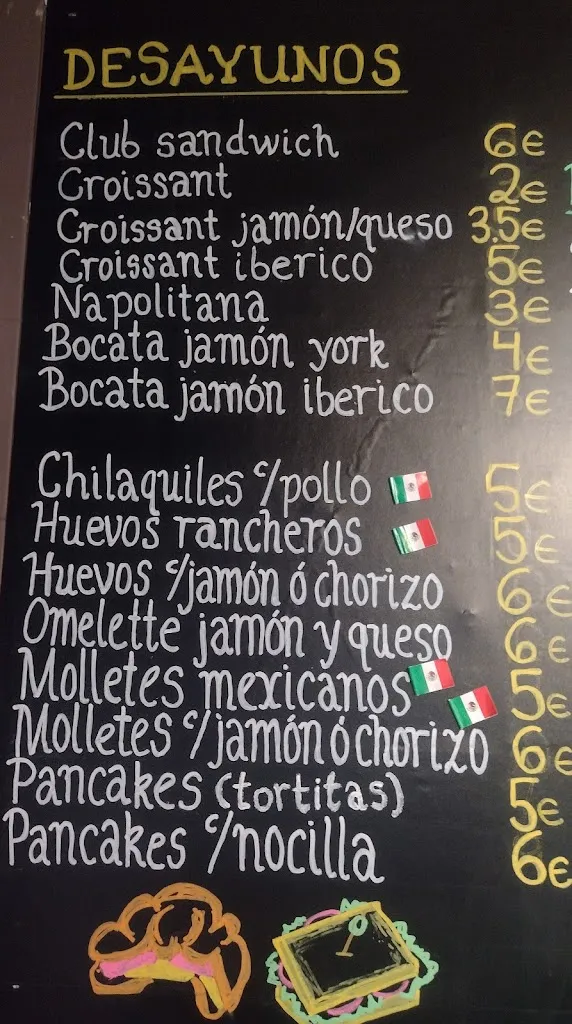 DESAYUNOS
Club sandwich 6€
Croissant 2€
Croissant jamón/queso 3.5€
Croissant iberico 5€
Napolitana 3€
Bocata jamón york 4€
Bocata jamón iberico 7€
Chilaquiles c/pollo 5€
Huevos rancheros 5€
Huevos c/jamón ó chorizo 6€
Omelette jamón y queso 6€
Molletes mexicanos 5€
Molletes c/jamón ó chorizo 6€
Pancakes (tortitas) 5€
Pancakes c/nocilla 6€